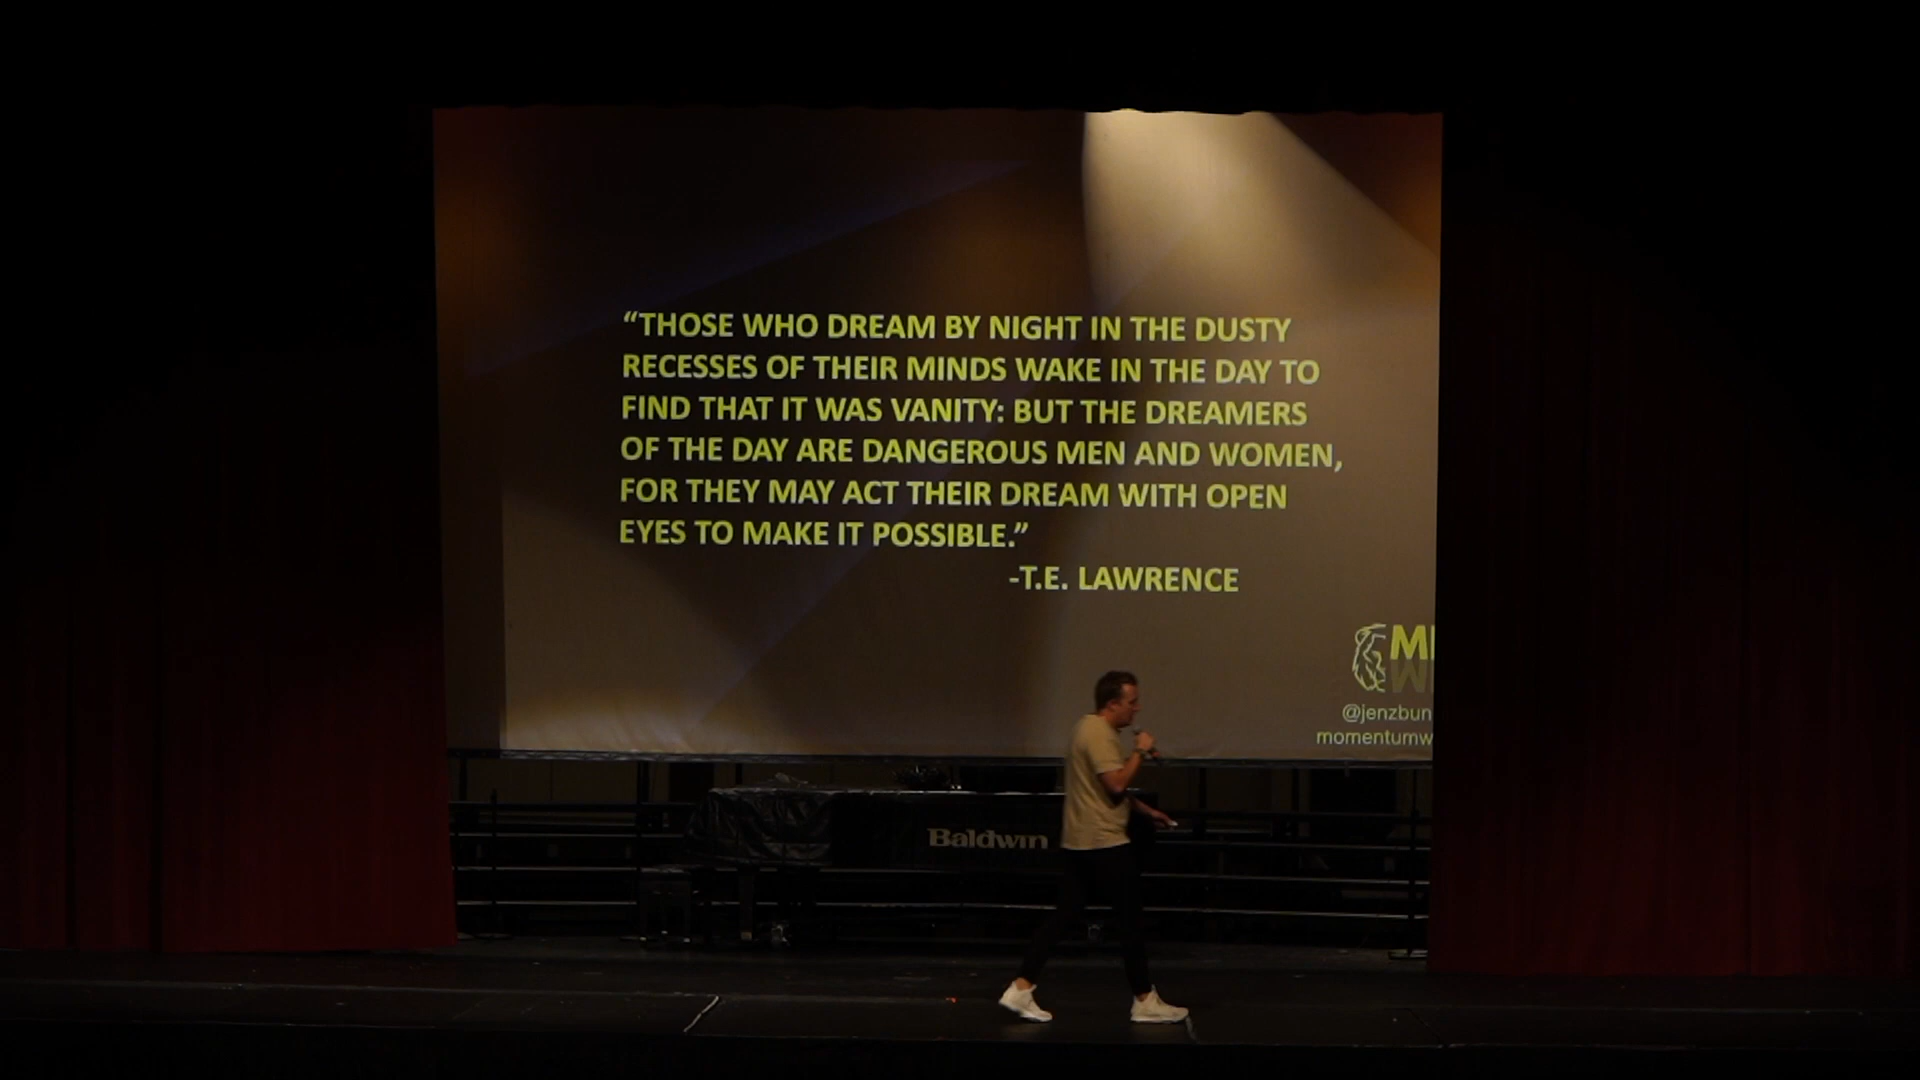 “THOSE WHO DREAM BY NIGHT IN THE DUSTY
RECESSES OF THEIR MINDS WAKE IN THE DAY TO
FIND THAT IT WAS VANITY: BUT THE DREAMERS
OF THE DAY ARE DANGEROUS MEN AND WOMEN,
FOR THEY MAY ACT THEIR DREAM WITH OPEN
EYES TO MAKE IT POSSIBLE.”
-T.E. LAWRENCE
@jenzbun
momentumw
Baldwin